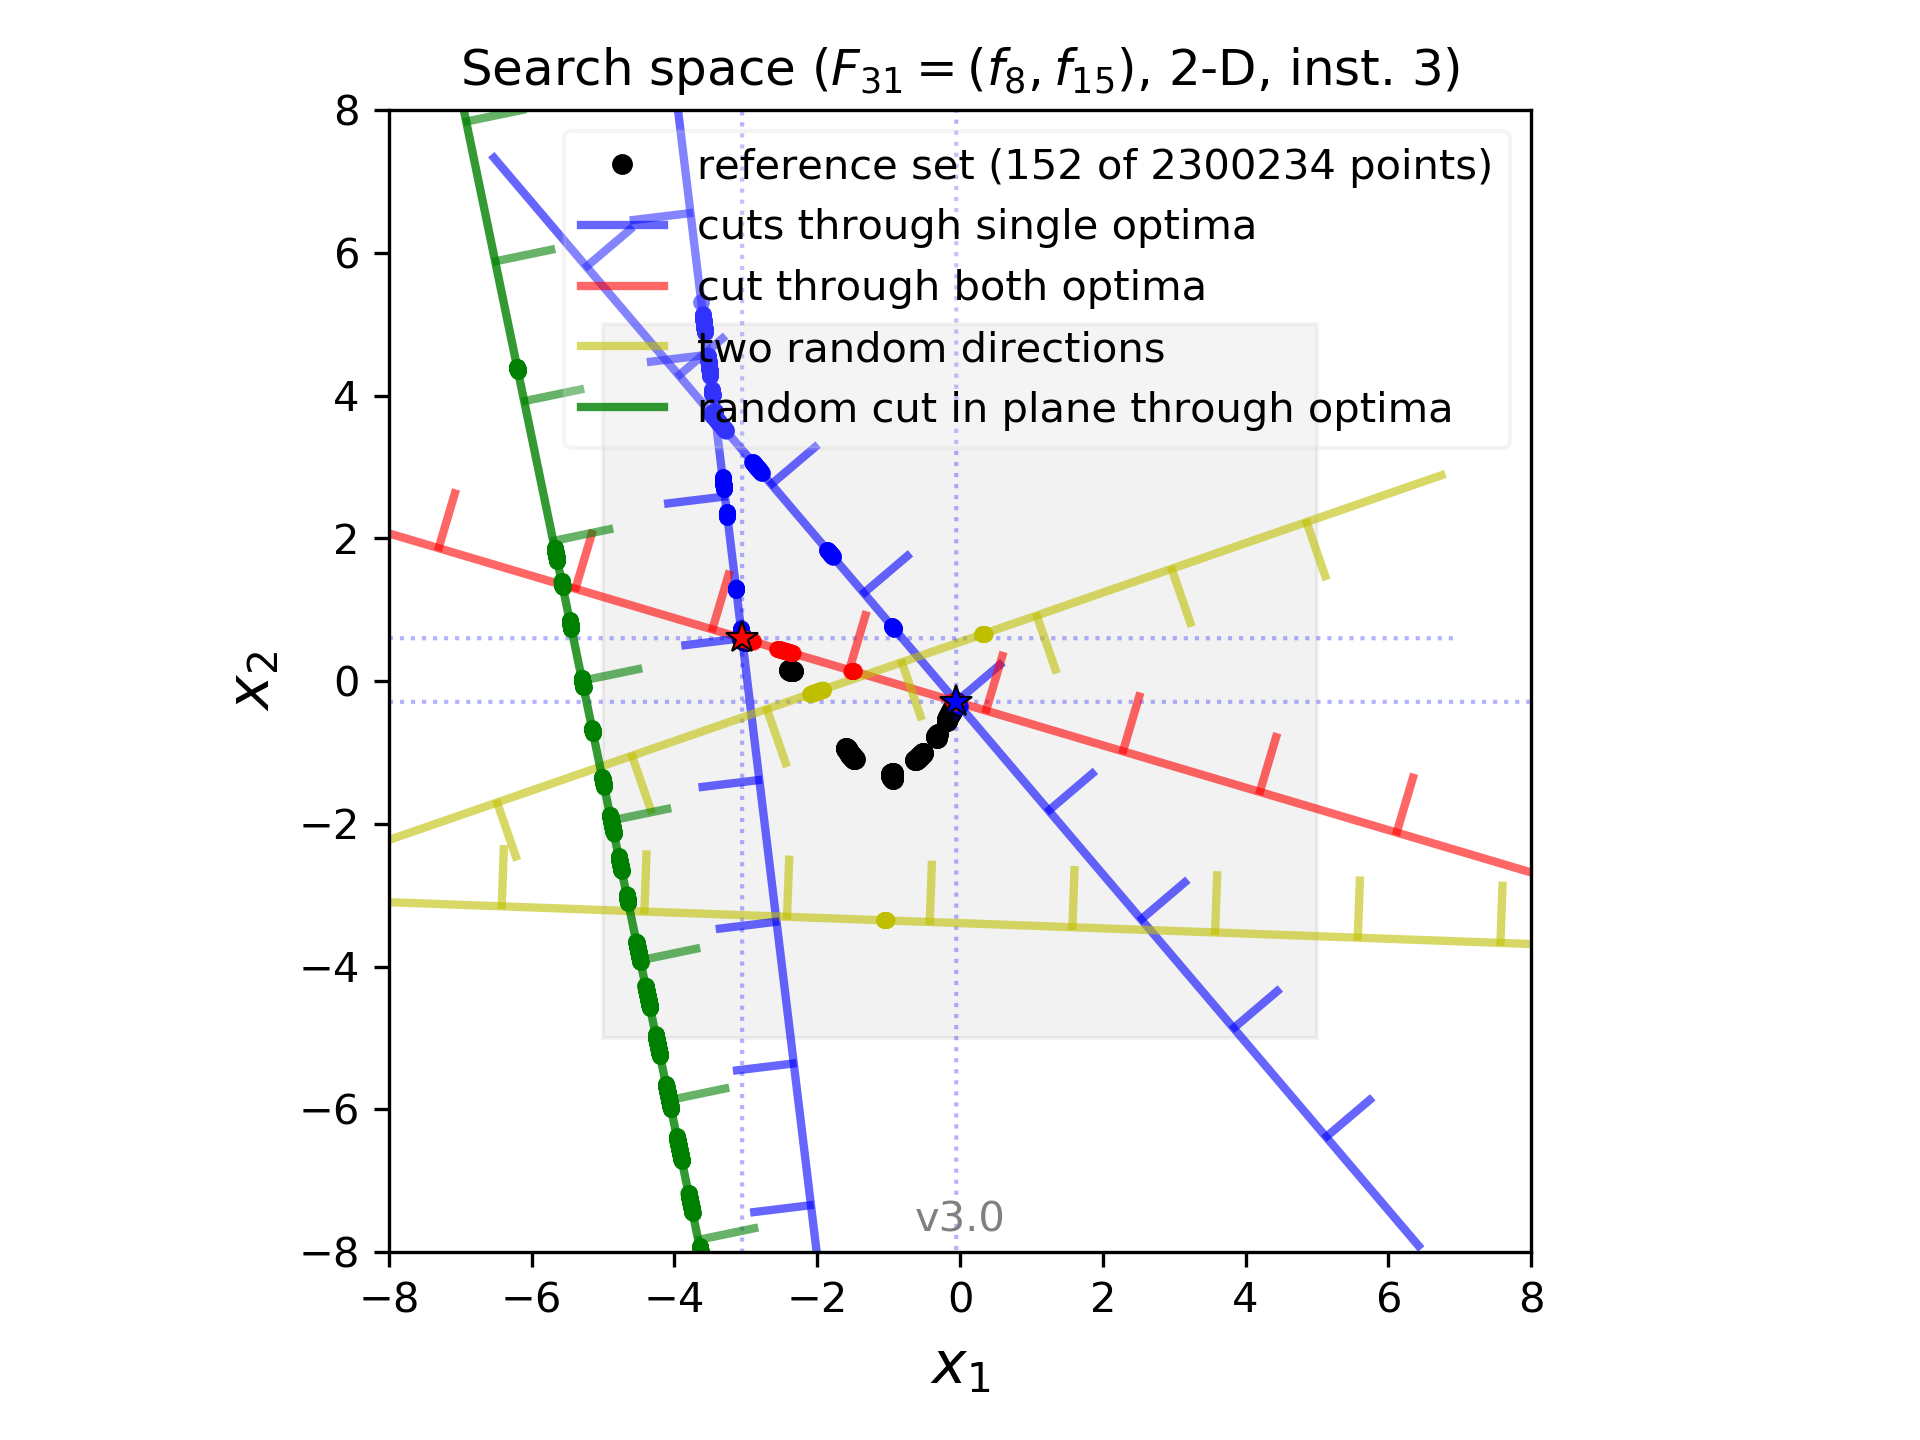 Search space (F31 = (f8, f15), 2-D, inst. 3)
reference set (152 of 2300234 points)
cuts through single optima
cut through both optima
two random directions
random cut in plane through optima
8
6
4
2
0
−2
−4
−6
−8
x2
v3.0
−8 −6 −4 −2 0 2 4 6 8
x1